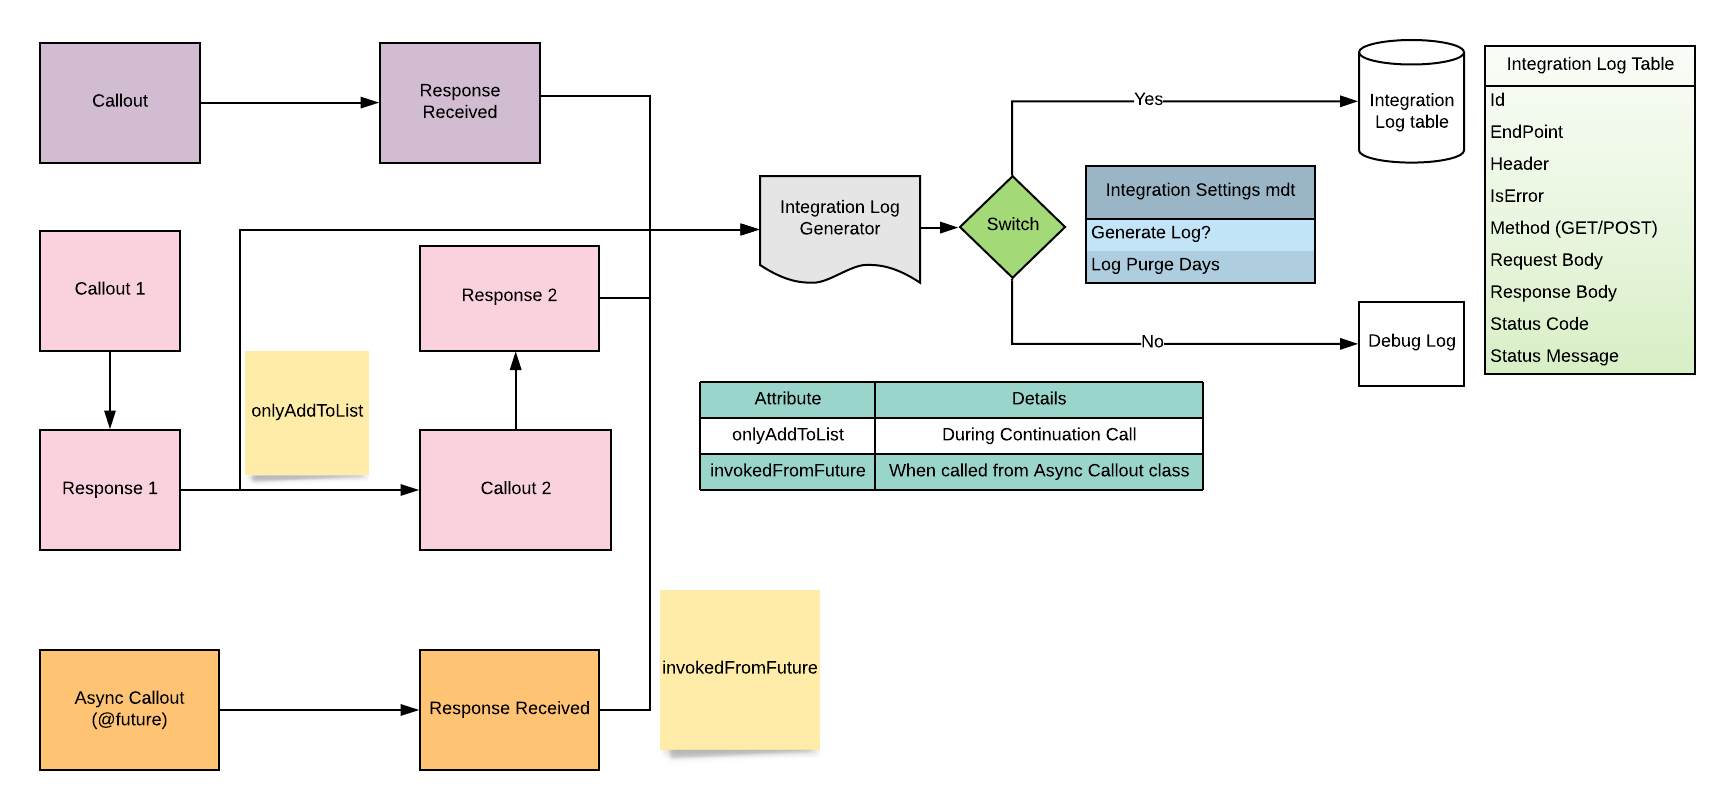 Callout
Response
Received
Yes
Integration
Log table
Integration Log Table
Id
EndPoint
Header
IsError
Method (GET/POST)
Request Body
Response Body
Status Code
Status Message
Integration Log
Generator
Switch
Integration Settings mdt
Generate Log?
Log Purge Days
Callout 1
Response 2
No
Debug Log
onlyAddToList
Response 1
Callout 2
Attribute Details
onlyAddToList During Continuation Call
invokedFromFuture When called from Async Callout class
Async Callout
(@future)
Response Received
invokedFromFuture